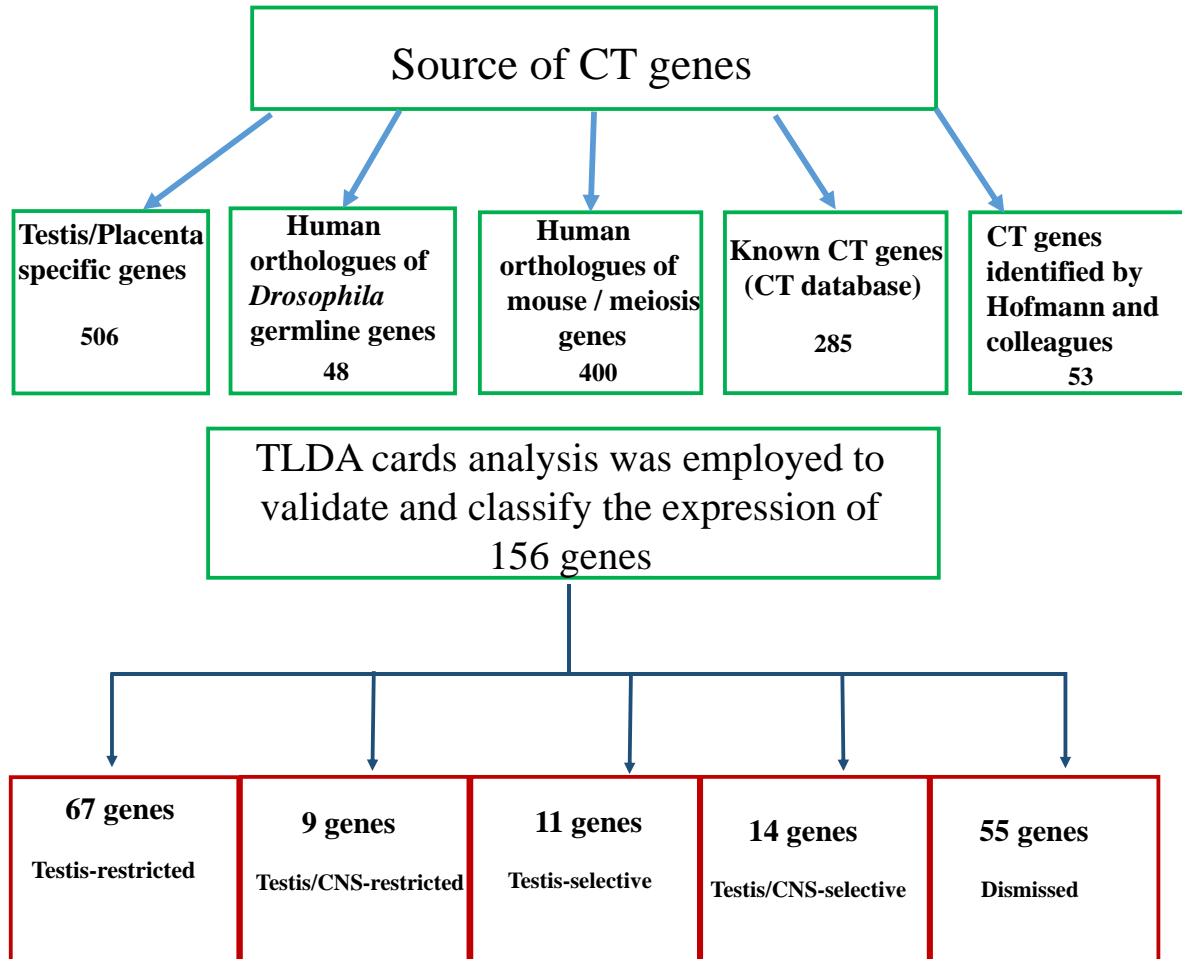 Source of CT genes
Testis/Placenta
specific genes
506
Human
orthologues of
Drosophila
germline genes
48
Human
orthologues of
mouse / meiosis
genes
400
Known CT genes
(CT database)
285
CT genes
identified by
Hofmann and
colleagues
53
TLDA cards analysis was employed to
validate and classify the expression of
156 genes
67 genes
Testis-restricted
9 genes
Testis/CNS-restricted
11 genes
Testis-selective
14 genes
Testis/CNS-selective
55 genes
Dismissed